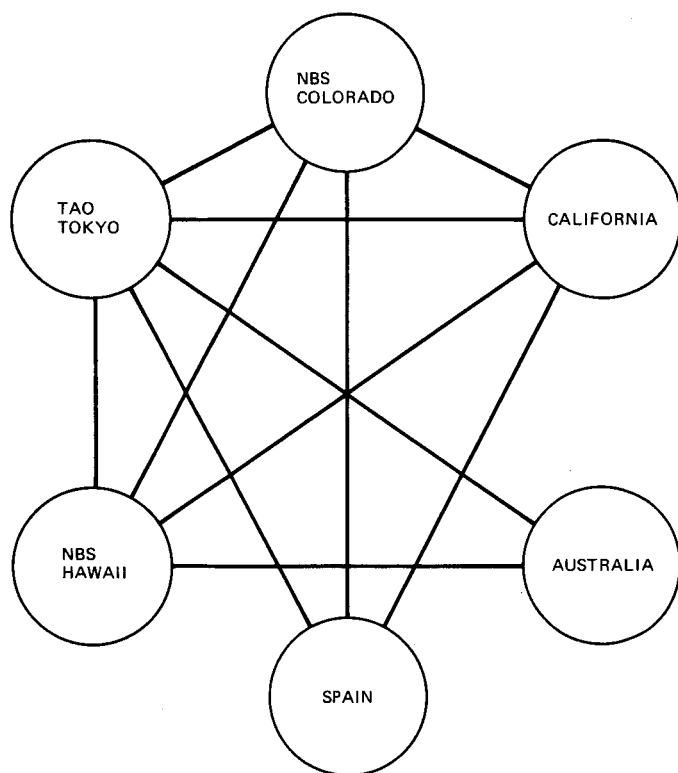 NBS
COLORADO
TAO
TOKYO
CALIFORNIA
NBS
HAWAII
AUSTRALIA
SPAIN